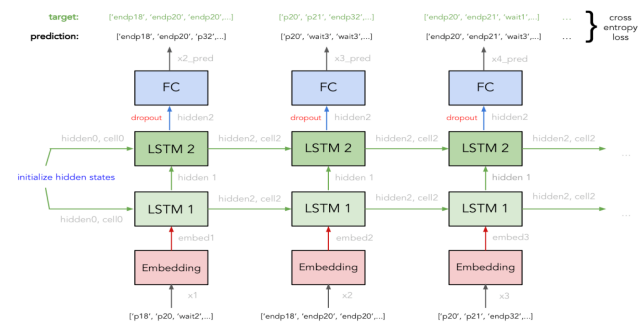 target: ['endp18', 'endp20', 'endp20',...] ['p20', 'p21', 'endp32',...] ['endp20', 'endp21', 'wait1',...] ... } cross
prediction: ['endp18', 'endp20', 'p32',...] ['p20', 'wait3', 'wait3',...] ['endp20', 'endp21', 'wait3',...] ... entropy
loss
x2_pred x3_pred x4_pred
FC FC FC
dropout hidden2 dropout hidden2 dropout hidden2
hidden0, cell0 LSTM 2 hidden2, cell2 LSTM 2 hidden2, cell2 LSTM 2 hidden2, cell2 ...
initialize hidden states hidden 1 hidden 1 hidden 1
hidden0, cell0 LSTM 1 hidden2, cell2 LSTM 1 hidden2, cell2 LSTM 1 hidden2, cell2 ...
embed1 embed2 embed3
Embedding Embedding Embedding
x1 x2 x3
['p18', 'p20, 'wait2',...] ['endp18', 'endp20', 'endp20',...] ['p20', 'p21', 'endp32',...]